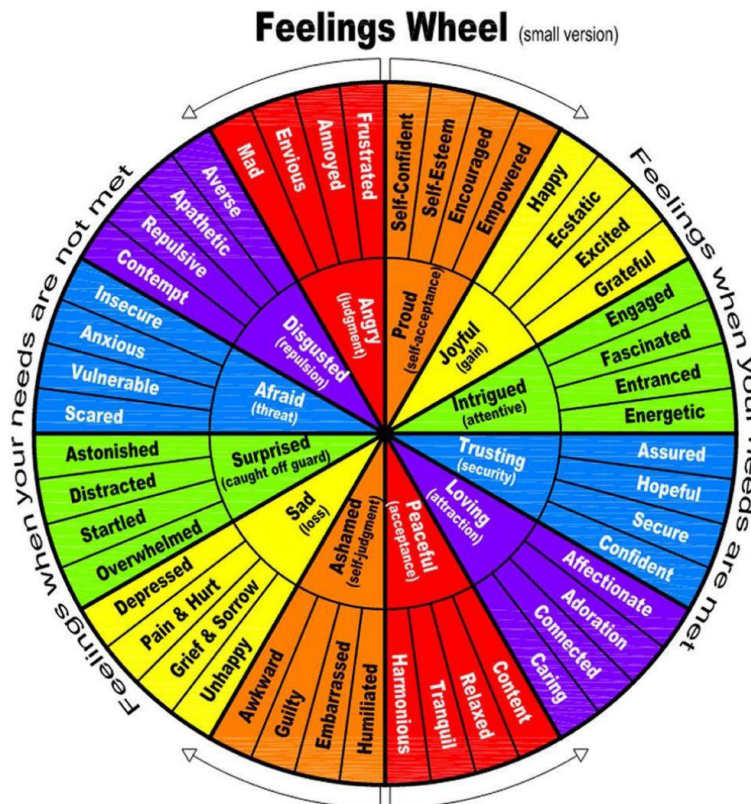 Feelings Wheel (small version)
Feelings when your needs are met
Feelings when your needs are not met
Proud
(self-acceptance)
Self-Confident
Self-Esteem
Encouraged
Empowered
Joyful
(gain)
Happy
Ecstatic
Excited
Grateful
Intrigued
(attentive)
Engaged
Fascinated
Entranced
Energetic
Trusting
(security)
Assured
Hopeful
Secure
Confident
Loving
(attraction)
Affectionate
Adoration
Connected
Caring
Peaceful
(acceptance)
Content
Relaxed
Tranquil
Harmonious
Ashamed
(self-judgment)
Humiliated
Embarrassed
Guilty
Awkward
Sad
(loss)
Unhappy
Grief & Sorrow
Pain & Hurt
Depressed
Surprised
(caught off guard)
Overwhelmed
Startled
Distracted
Astonished
Afraid
(threat)
Scared
Vulnerable
Anxious
Insecure
Disgusted
(repulsion)
Contempt
Repulsive
Apathetic
Averse
Angry
(judgment)
Mad
Envious
Annoyed
Frustrated